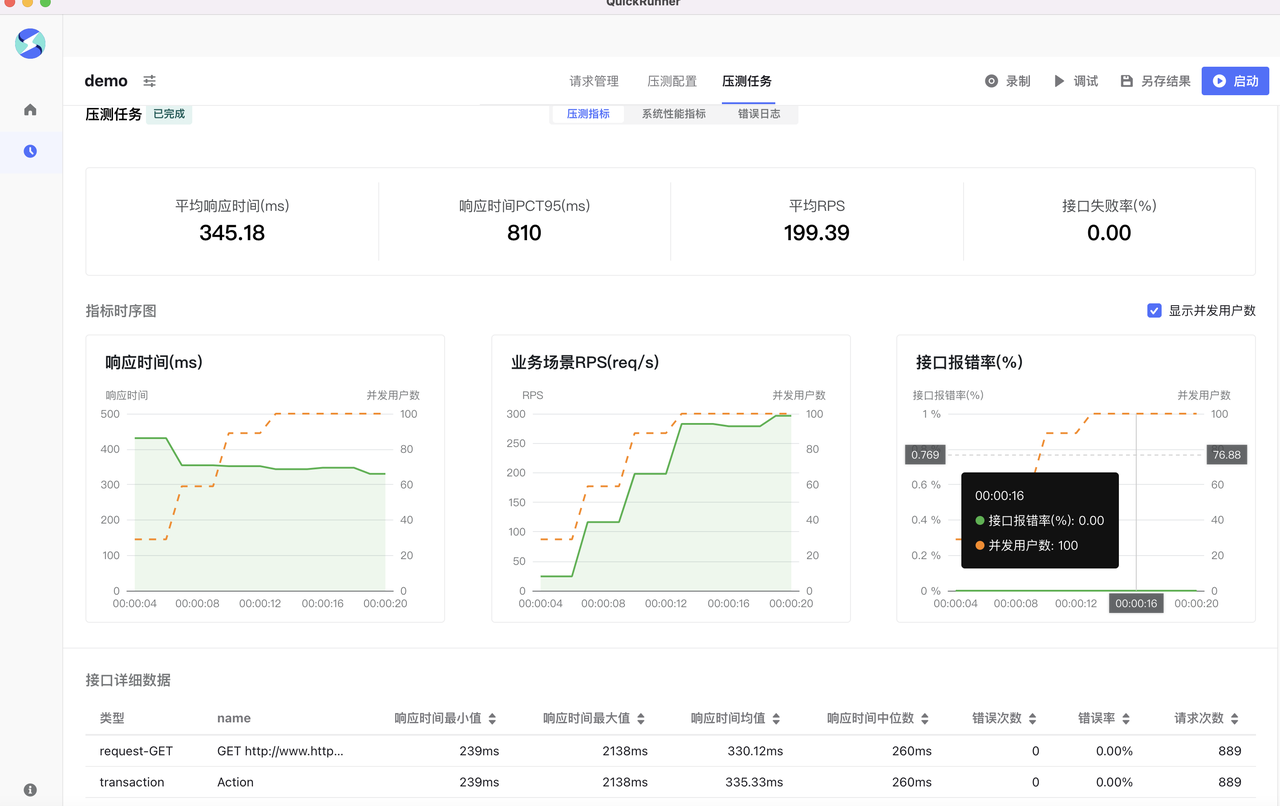 QuickRunner
demo
请求管理 压测配置 压测任务
录制 调试 另存结果 启动
压测任务 已完成
压测指标 系统性能指标 错误日志
平均响应时间(ms) 响应时间PCT95(ms) 平均RPS 接口失败率(%)
345.18 810 199.39 0.00
指标时序图 显示并发用户数
响应时间(ms)
响应时间 并发用户数
500 100
400 80
300 60
200 40
100 20
0 0
00:00:04 00:00:08 00:00:12 00:00:16 00:00:20
业务场景RPS(req/s)
RPS 并发用户数
300 100
250
80
200
60
150
40
100
20
50
0 0
00:00:04 00:00:08 00:00:12 00:00:16 00:00:20
接口报错率(%)
接口报错率(%) 并发用户数
1 % 100
0.769 76.88
0.6 % 60
0.4 % 40
0.2 % 20
0 % 0
00:00:16
接口报错率(%): 0.00
并发用户数: 100
00:00:04 00:00:08 00:00:12 00:00:16 00:00:20
接口详细数据
类型 name 响应时间最小值 响应时间最大值 响应时间均值 响应时间中位数 错误次数 错误率 请求次数
request-GET GET http://www.http... 239ms 2138ms 330.12ms 260ms 0 0.00% 889
transaction Action 239ms 2138ms 335.33ms 260ms 0 0.00% 889